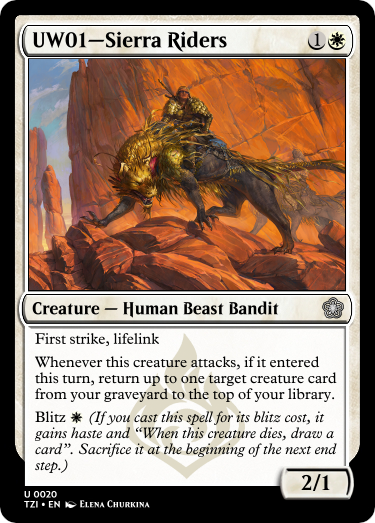 UW01—Sierra Riders 1
Creature — Human Beast Bandit
First strike, lifelink
Whenever this creature attacks, if it entered
this turn, return up to one target creature card
from your graveyard to the top of your library.
Blitz (If you cast this spell for its blitz cost, it
gains haste and “When this creature dies, draw a
card”. Sacrifice it at the beginning of the next end
step.)
2/1
U 0020
TZI • EN Elena Churkina